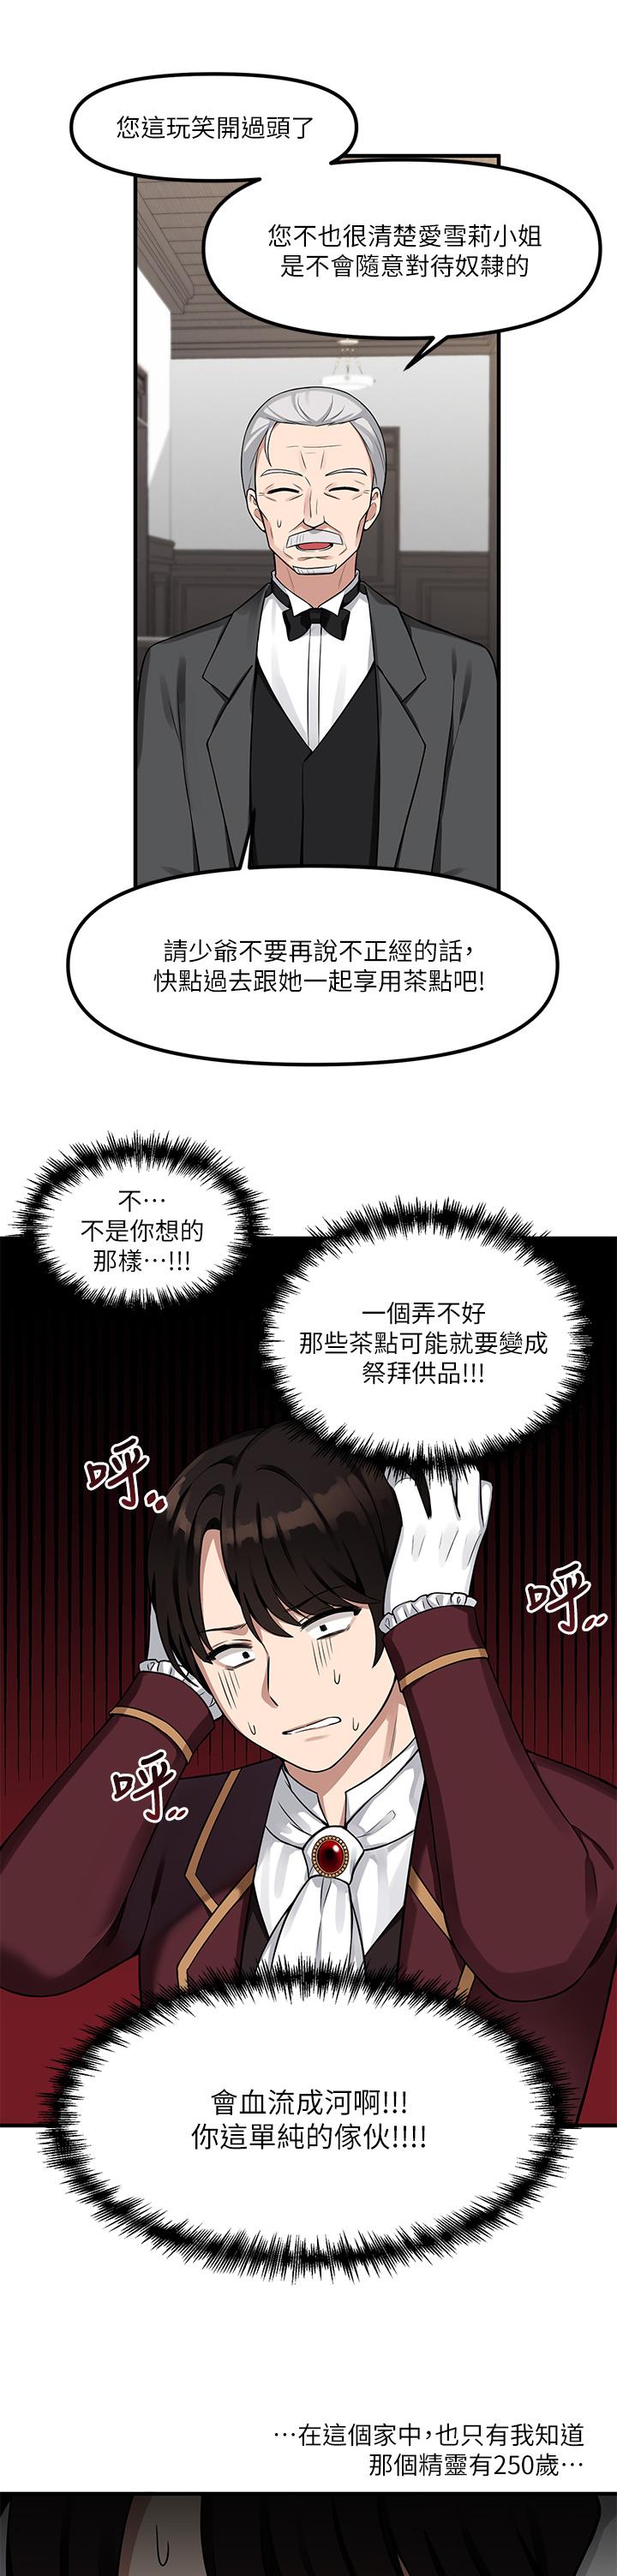 您這玩笑開過頭了
您不也很清楚愛雪莉小姐
是不會隨意對待奴隸的
請少爺不要再說不正經的話，
快點過去跟她一起享用茶點吧!
不…
不是你想的
那樣…!!!
一個弄不好
那些茶點可能就要變成
祭拜供品!!!
呼..
呼..
呼..
會血流成河啊!!!
你這單純的傢伙!!!!
…在這個家中，也只有我知道
那個精靈有250歲…